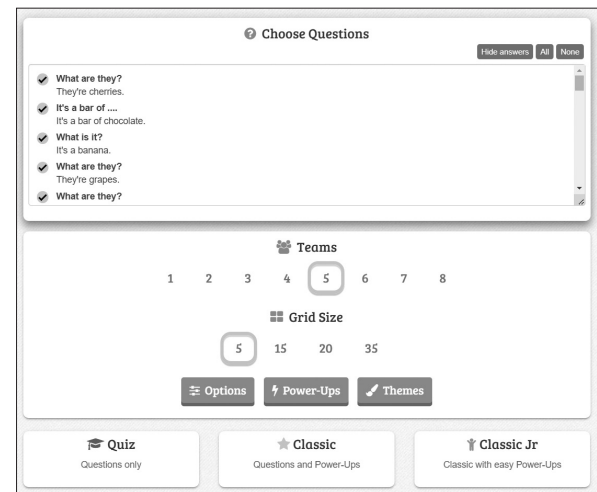 Choose Questions
Hide answers All None
What are they?
They're cherries.
It's a bar of ....
It's a bar of chocolate.
What is it?
It's a banana.
What are they?
They're grapes.
What are they?
Teams
1 2 3 4 5 6 7 8
Grid Size
5 15 20 35
Options Power-Ups Themes
Quiz Classic Classic Jr
Questions only Questions and Power-Ups Classic with easy Power-Ups